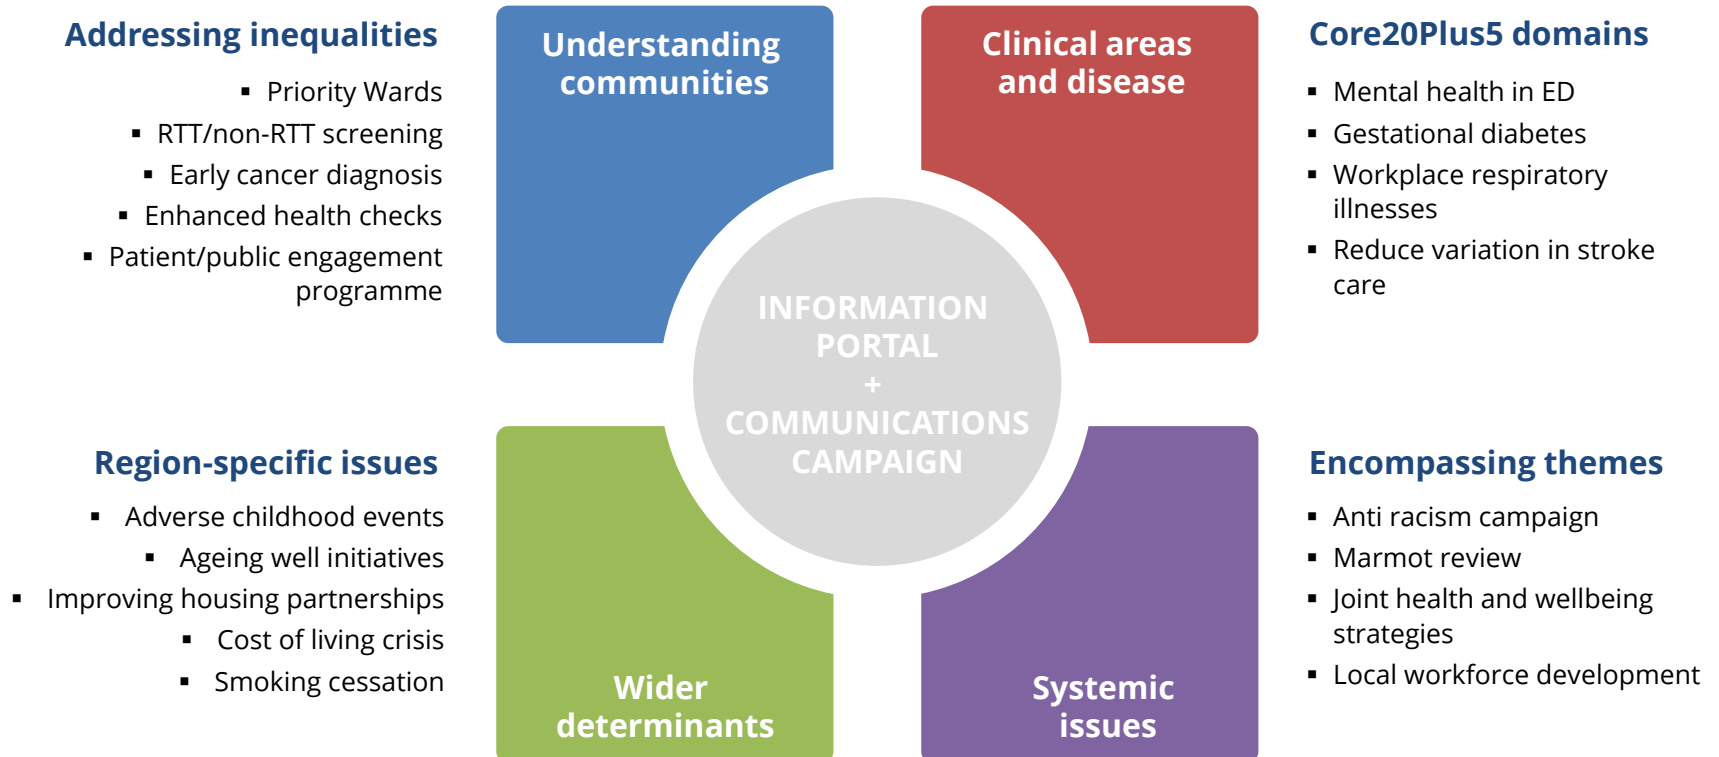 Addressing inequalities
▪ Priority Wards
▪ RTT/non-RTT screening
▪ Early cancer diagnosis
▪ Enhanced health checks
▪ Patient/public engagement
programme
Understanding
communities
Clinical areas
and disease
Core20Plus5 domains
▪ Mental health in ED
▪ Gestational diabetes
▪ Workplace respiratory
illnesses
▪ Reduce variation in stroke
care
INFORMATION
PORTAL
+
COMMUNICATIONS
CAMPAIGN
Region-specific issues
▪ Adverse childhood events
▪ Ageing well initiatives
▪ Improving housing partnerships
▪ Cost of living crisis
▪ Smoking cessation
Wider
determinants
Systemic
issues
Encompassing themes
▪ Anti racism campaign
▪ Marmot review
▪ Joint health and wellbeing
strategies
▪ Local workforce development